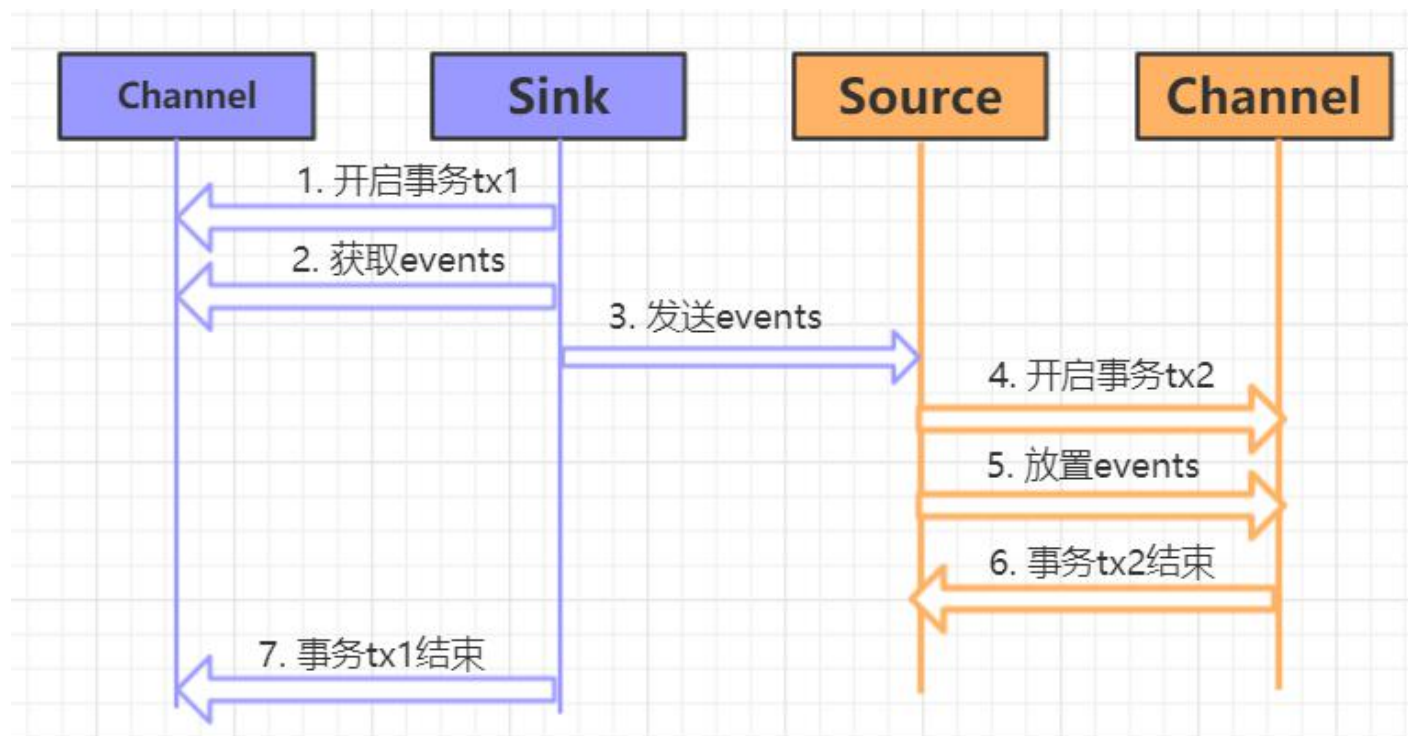 Channel
Sink
Source
Channel
1. 开启事务tx1
2. 获取events
3. 发送events
4. 开启事务tx2
5. 放置events
6. 事务tx2结束
7. 事务tx1结束